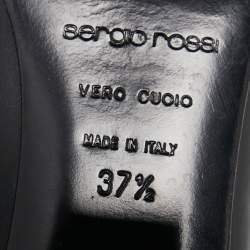 sergio rossi
VERO CUOIO
MADE IN ITALY
37½